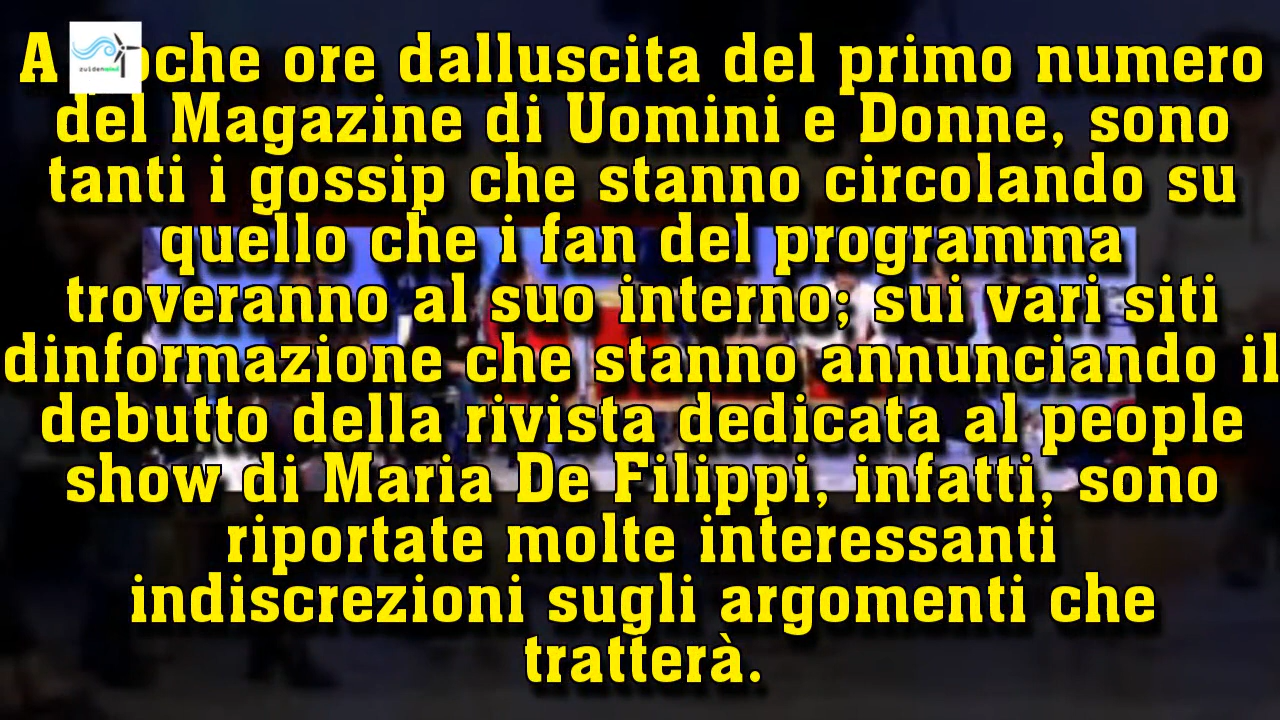 A oche ore dalluscita del primo numero
del Magazine di Uomini e Donne, sono
tanti i gossip che stanno circolando su
quello che i fan del programma
troveranno al suo interno; sui vari siti
dinformazione che stanno annunciando il
debutto della rivista dedicata al people
show di Maria De Filippi, infatti, sono
riportate molte interessanti
indiscrezioni sugli argomenti che
tratterà.
zuidenwind